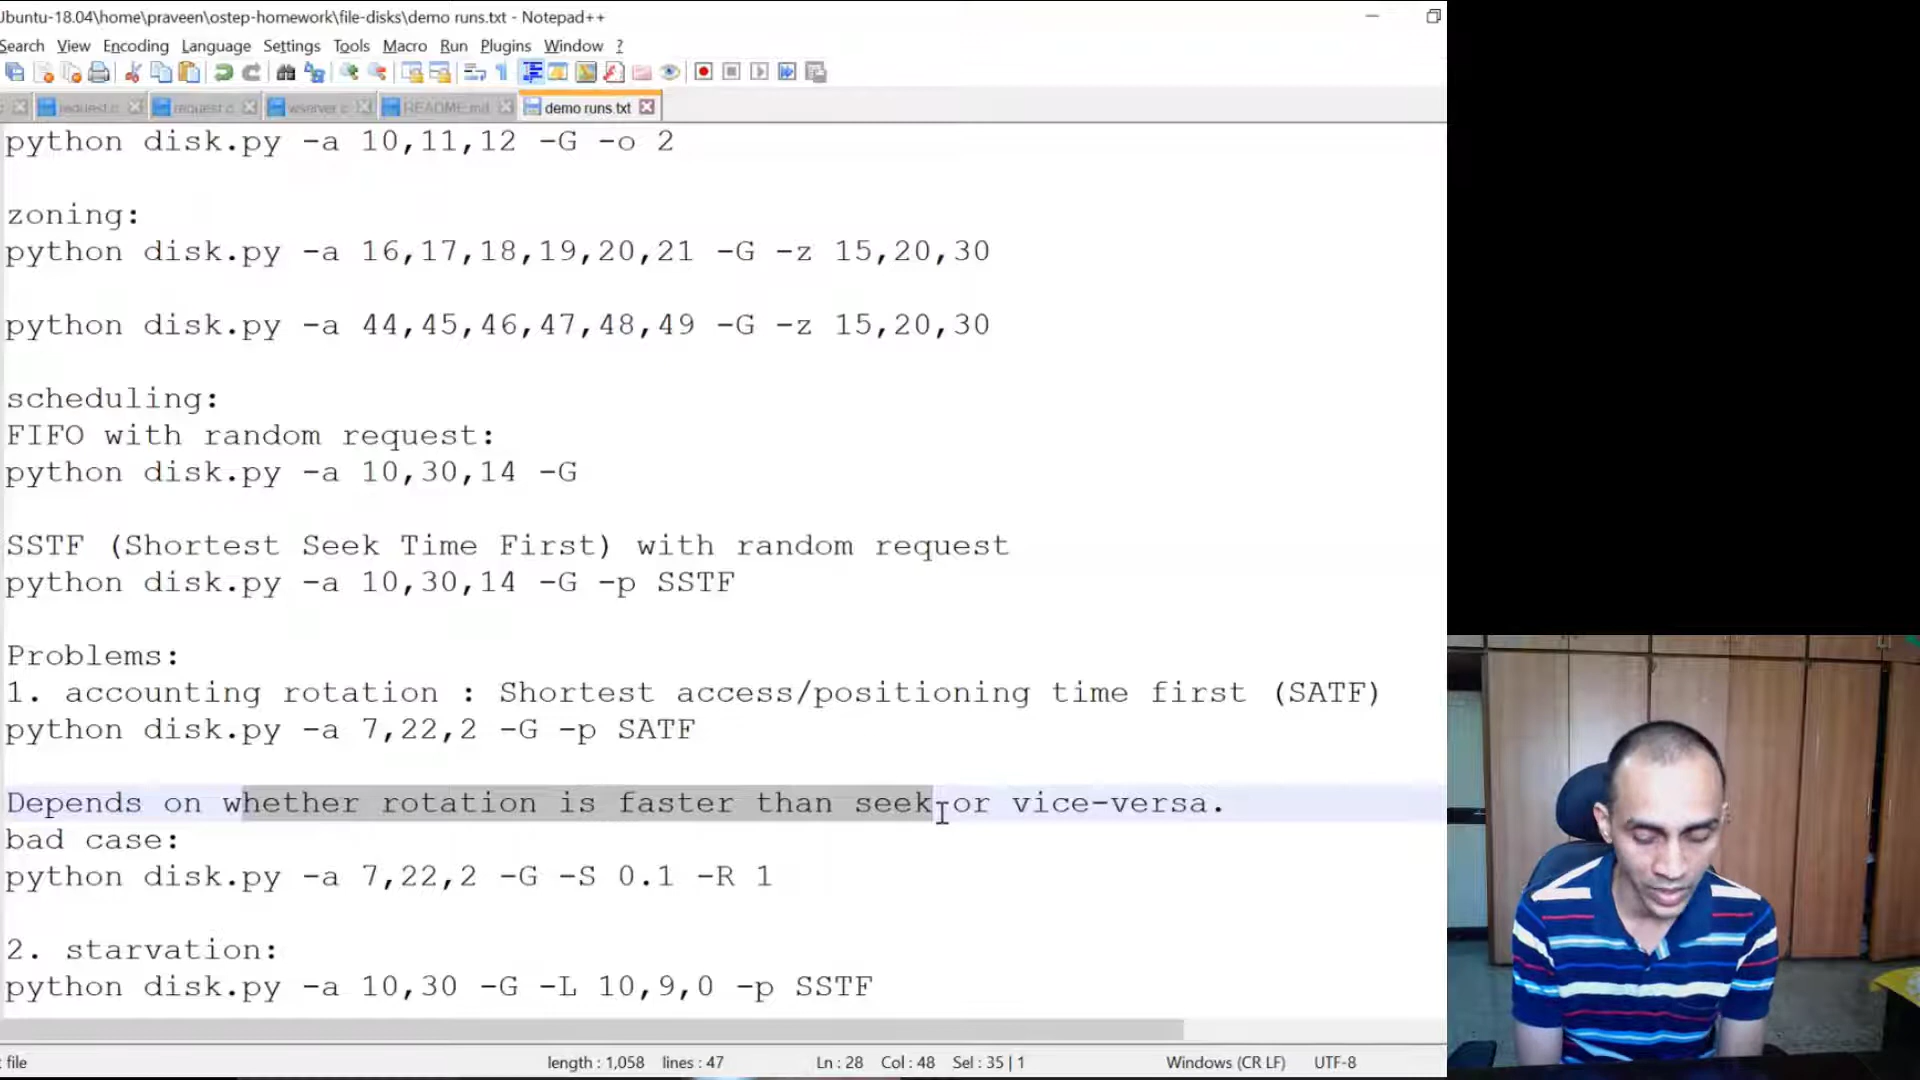 Ubuntu-18.04\home\praveen\ostep-homework\file-disks\demo runs.txt - Notepad++
Search View Encoding Language Settings Tools Macro Run Plugins Window ?
request.c request.c wserver.c README.md demo runs.txt
python disk.py -a 10,11,12 -G -o 2
zoning:
python disk.py -a 16,17,18,19,20,21 -G -z 15,20,30
python disk.py -a 44,45,46,47,48,49 -G -z 15,20,30
scheduling:
FIFO with random request:
python disk.py -a 10,30,14 -G
SSTF (Shortest Seek Time First) with random request
python disk.py -a 10,30,14 -G -p SSTF
Problems:
1. accounting rotation : Shortest access/positioning time first (SATF)
python disk.py -a 7,22,2 -G -p SATF
Depends on whether rotation is faster than seek or vice-versa.
bad case:
python disk.py -a 7,22,2 -G -S 0.1 -R 1
2. starvation:
python disk.py -a 10,30 -G -L 10,9,0 -p SSTF
file length : 1,058 lines : 47 Ln : 28 Col : 48 Sel : 35 | 1 Windows (CR LF) UTF-8